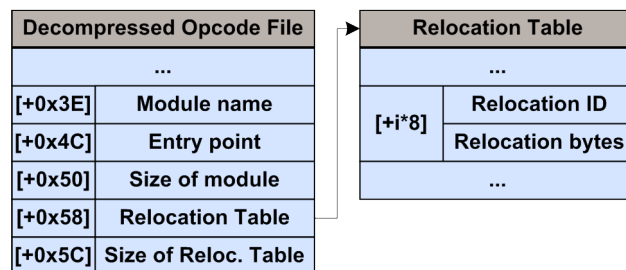 Decompressed Opcode File
...
[+0x3E] Module name
[+0x4C] Entry point
[+0x50] Size of module
[+0x58] Relocation Table
[+0x5C] Size of Reloc. Table
Relocation Table
...
[+i*8]
Relocation ID
Relocation bytes
...